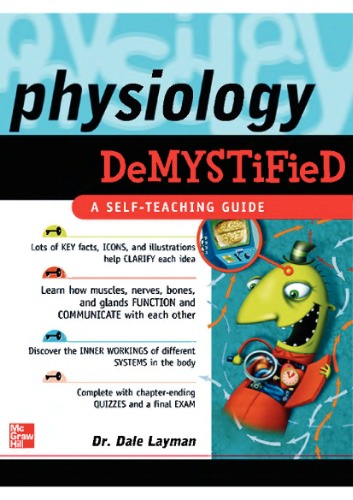 physiology
physiology
DeMYSTiFieD
A SELF-TEACHING GUIDE
Lots of KEY facts, ICONS, and illustrations
help CLARIFY each idea
Learn how muscles, nerves, bones,
and glands FUNCTION and
COMMUNICATE with each other
Discover the INNER WORKINGS of different
SYSTEMS in the body
Complete with chapter-ending
QUIZZES and a final EXAM
Mc
Graw
Hill
Dr. Dale Layman